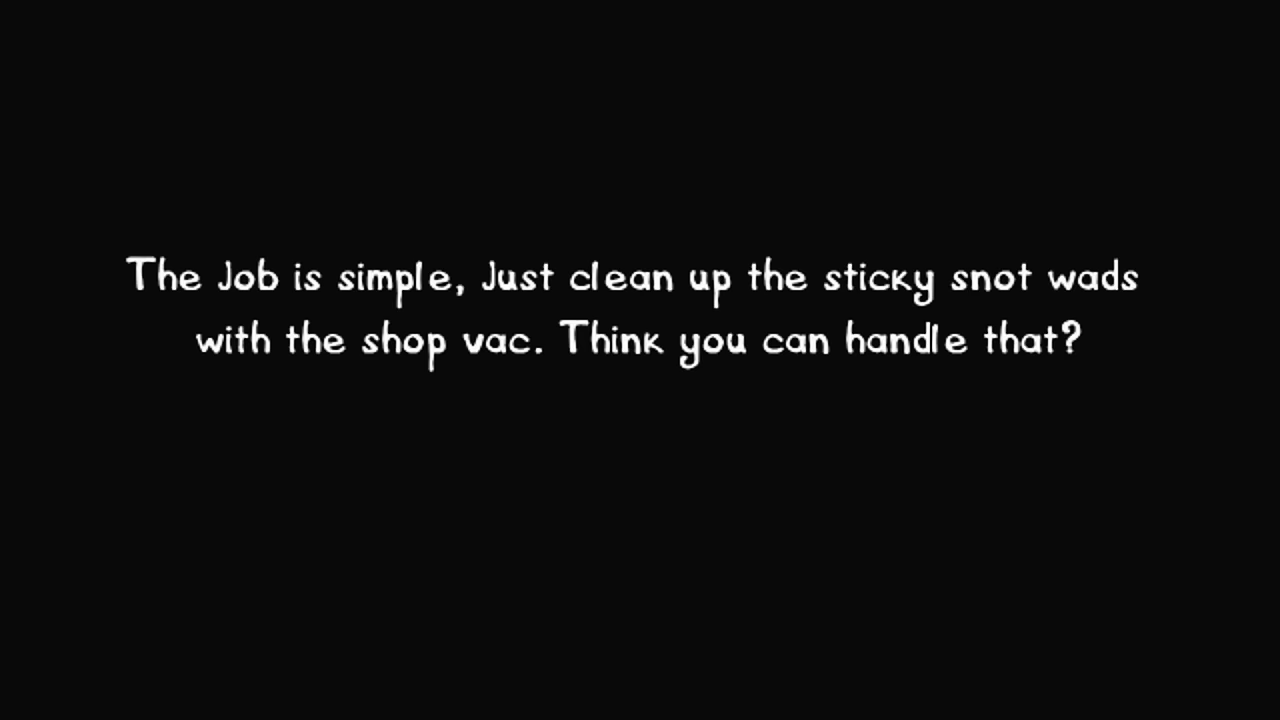 The Job is simple, Just clean up the sticky snot wads
with the shop vac. Think you can handle that?